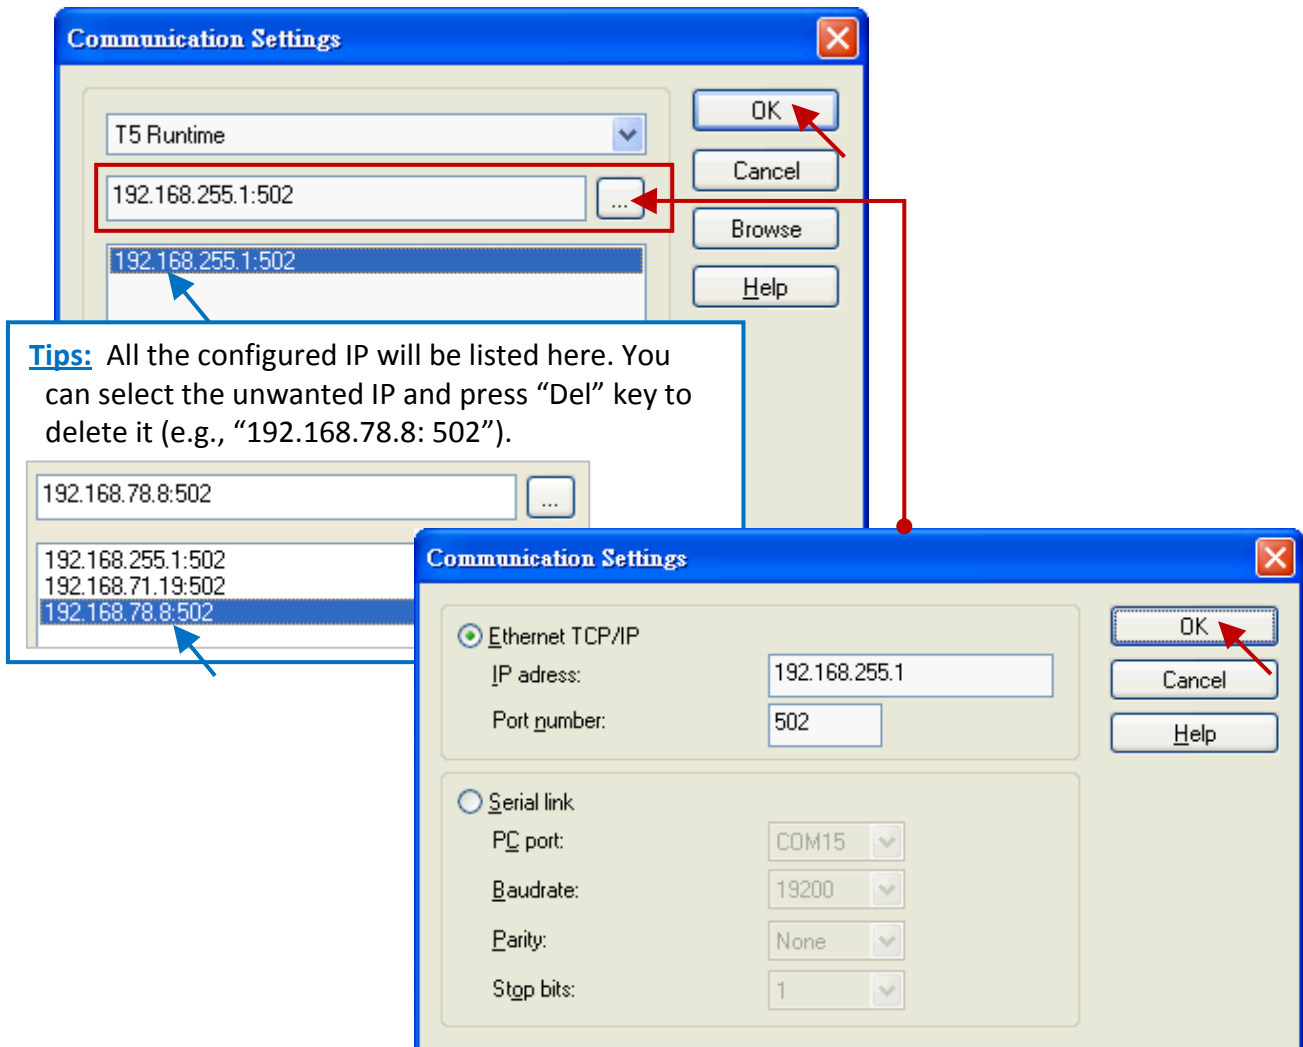 Communication Settings
OK
T5 Runtime
Cancel
192.168.255.1:502
...
Browse
192.168.255.1:502
Help
Tips: All the configured IP will be listed here. You
can select the unwanted IP and press “Del” key to
delete it (e.g., “192.168.78.8: 502”).
192.168.78.8:502
...
192.168.255.1:502
192.168.71.19:502
192.168.78.8:502
Communication Settings
Ethernet TCP/IP
OK
IP adress:
192.168.255.1
Cancel
Port number:
502
Help
Serial link
PC port:
COM15
Baudrate:
19200
Parity:
None
Stop bits:
1